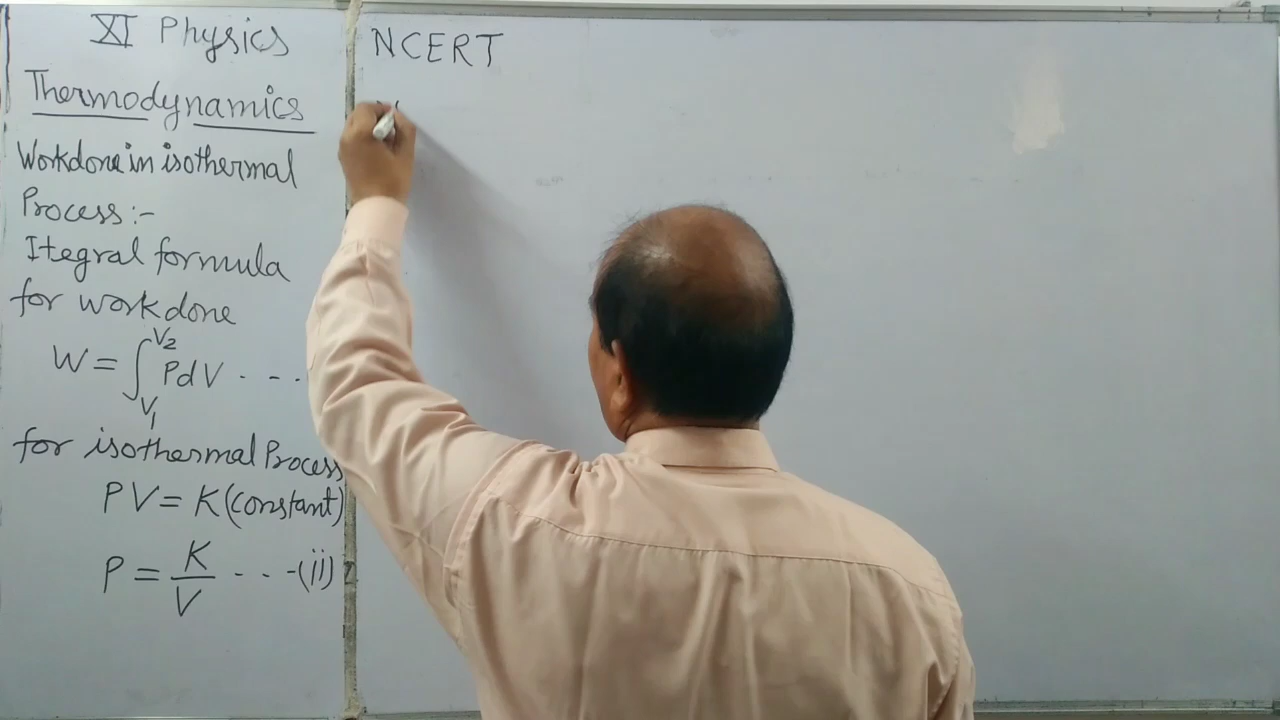 XI Physics
Thermodynamics
Workdone in isothermal
Process:-
Itegral formula
for workdone
W = ∫_{V₁}^{V₂} PdV - - -
for isothermal Process
PV = K (constant)
P = K/V - - -(ii)
NCERT